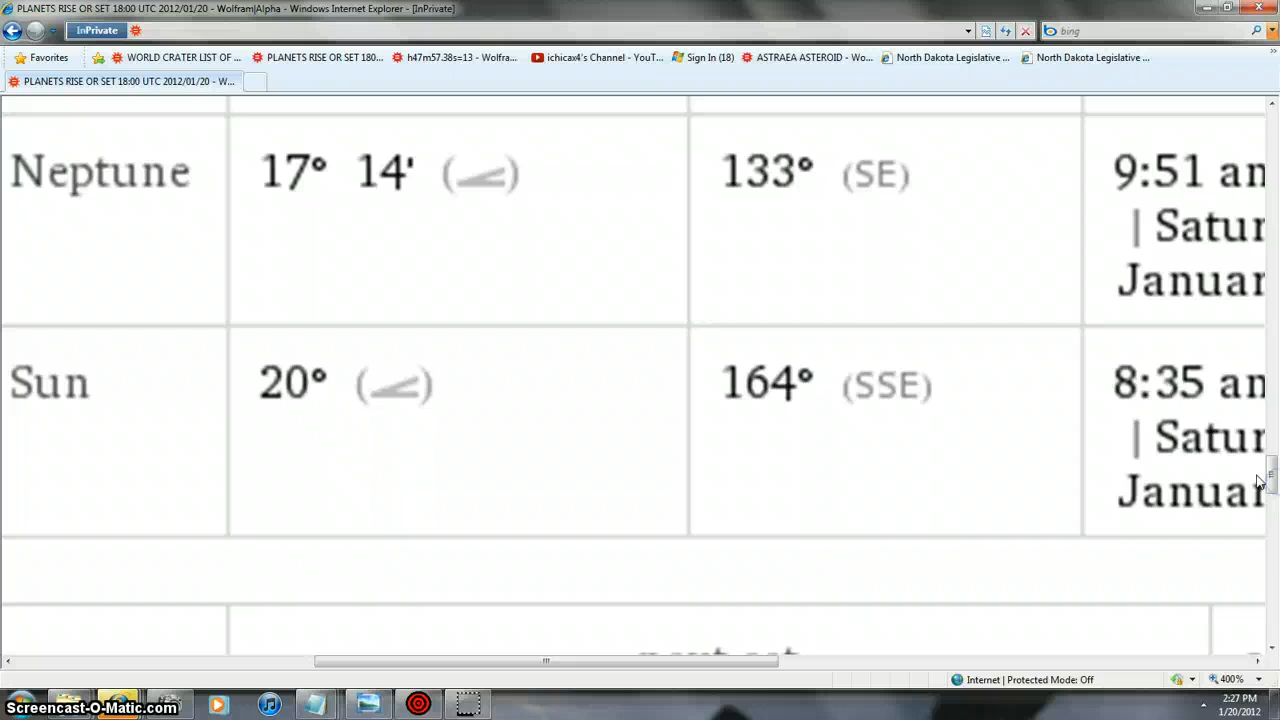 PLANETS RISE OR SET 18:00 UTC 2012/01/20 - Wolfram|Alpha - Windows Internet Explorer - [InPrivate]
InPrivate
bing
Favorites WORLD CRATER LIST OF ... PLANETS RISE OR SET 180... h47m57.38s=13 - Wolfra... ichicax4's Channel - YouT... Sign In (18) ASTRAEA ASTEROID - Wo... North Dakota Legislative ... North Dakota Legislative ...
PLANETS RISE OR SET 18:00 UTC 2012/01/20 - W...
Neptune 17° 14' 133° (SE) 9:51 am
| Satur
Januar
Sun 20° 164° (SSE) 8:35 am
| Satur
Januar
Internet | Protected Mode: Off 400%
Screencast-O-Matic.com
2:27 PM
1/20/2012